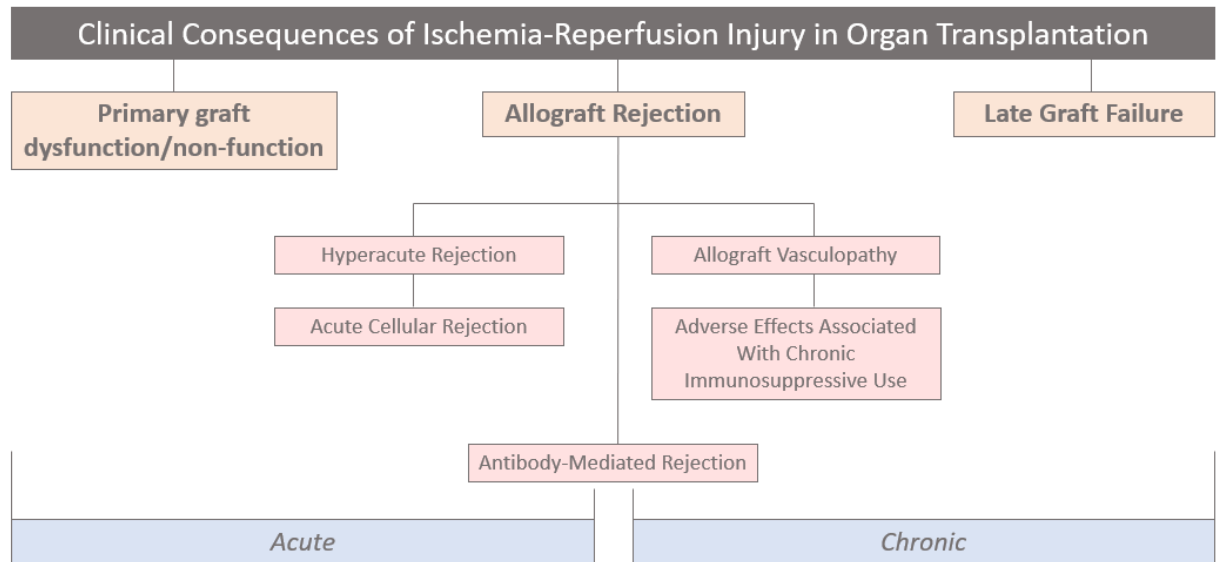 Clinical Consequences of Ischemia-Reperfusion Injury in Organ Transplantation
Primary graft
dysfunction/non-function
Allograft Rejection
Late Graft Failure
Hyperacute Rejection
Allograft Vasculopathy
Acute Cellular Rejection
Adverse Effects Associated
With Chronic
Immunosuppressive Use
Antibody-Mediated Rejection
Acute
Chronic